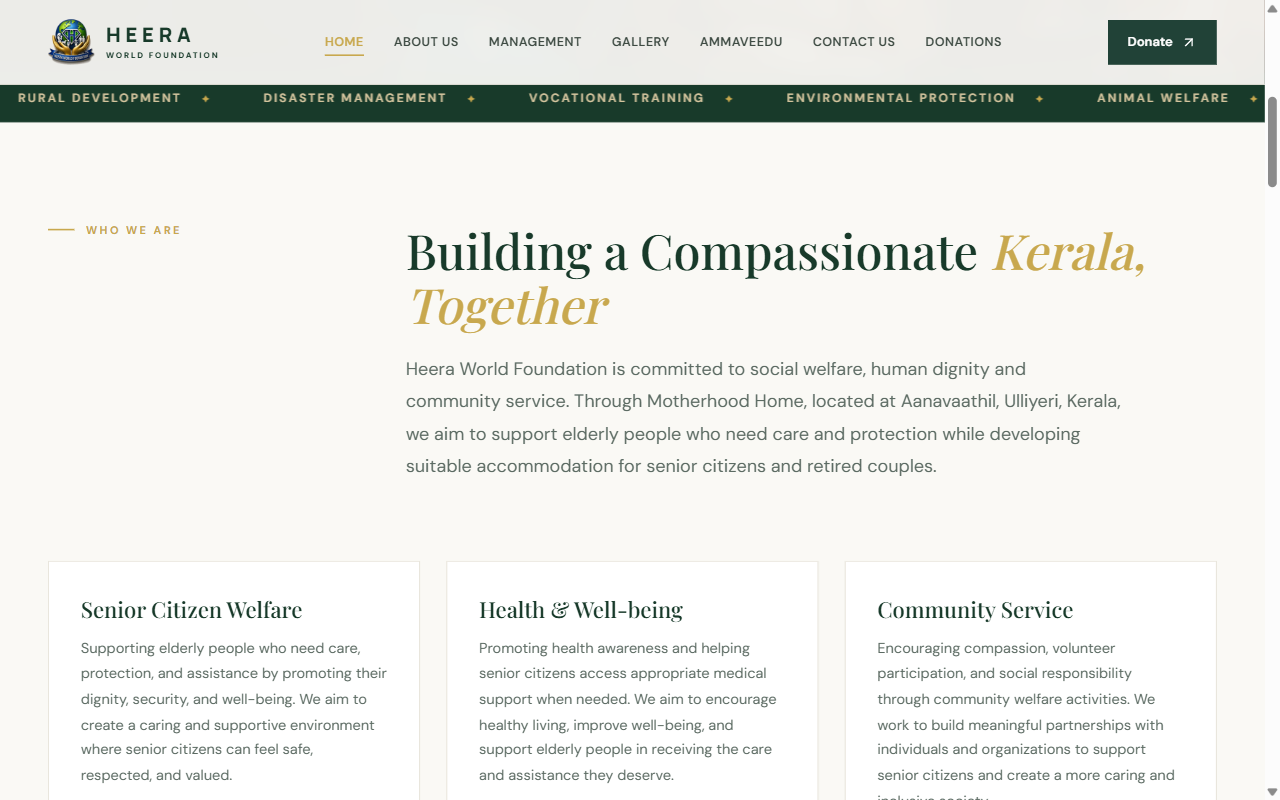 HEERA
WORLD FOUNDATION
HOME ABOUT US MANAGEMENT GALLERY AMMAVEEDU CONTACT US DONATIONS
Donate
RURAL DEVELOPMENT ✦ DISASTER MANAGEMENT ✦ VOCATIONAL TRAINING ✦ ENVIRONMENTAL PROTECTION ✦ ANIMAL WELFARE ✦
WHO WE ARE
Building a Compassionate Kerala,
Together
Heera World Foundation is committed to social welfare, human dignity and
community service. Through Motherhood Home, located at Aanavaathil, Ulliyeri, Kerala,
we aim to support elderly people who need care and protection while developing
suitable accommodation for senior citizens and retired couples.
Senior Citizen Welfare
Supporting elderly people who need care,
protection, and assistance by promoting their
dignity, security, and well-being. We aim to
create a caring and supportive environment
where senior citizens can feel safe,
respected, and valued.
Health & Well-being
Promoting health awareness and helping
senior citizens access appropriate medical
support when needed. We aim to encourage
healthy living, improve well-being, and
support elderly people in receiving the care
and assistance they deserve.
Community Service
Encouraging compassion, volunteer
participation, and social responsibility
through community welfare activities. We
work to build meaningful partnerships with
individuals and organizations to support
senior citizens and create a more caring and
inclusive society.